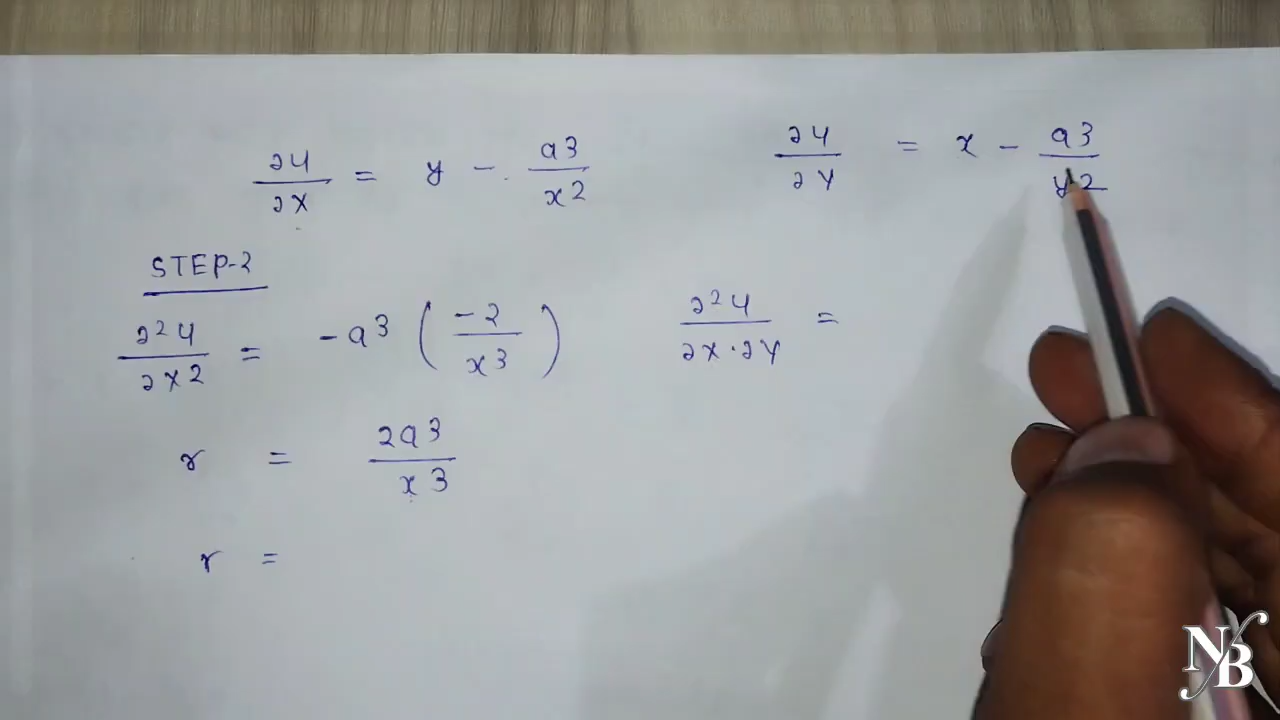 ∂u/∂x = y - a3/x2    ∂u/∂y = x - a3/y2
STEP-2
∂2u/∂x2 = -a3 (-2/x3)    ∂2u/∂x·∂y =
r = 2a3/x3
r =
NB